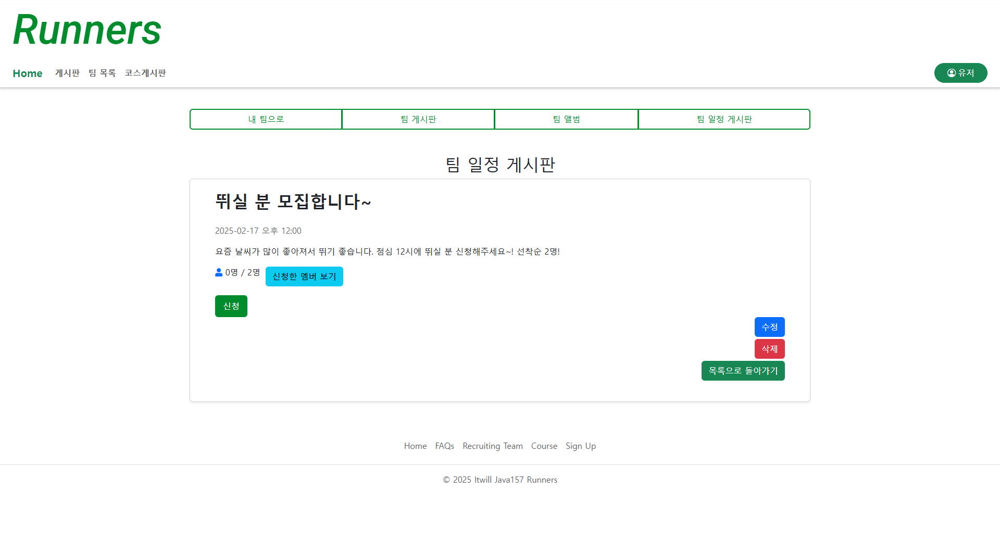 Runners
Home 게시판 팀 목록 코스게시판 유저
내 팀으로 팀 게시판 팀 앨범 팀 일정 게시판
팀 일정 게시판
뛰실 분 모집합니다~
2025-02-17 오후 12:00
요즘 날씨가 많이 좋아져서 뛰기 좋습니다. 점심 12시에 뛰실 분 신청해주세요~! 선착순 2명!
0명 / 2명 신청한 멤버 보기
신청
수정
삭제
목록으로 돌아가기
Home FAQs Recruiting Team Course Sign Up
© 2025 Itwill Java157 Runners